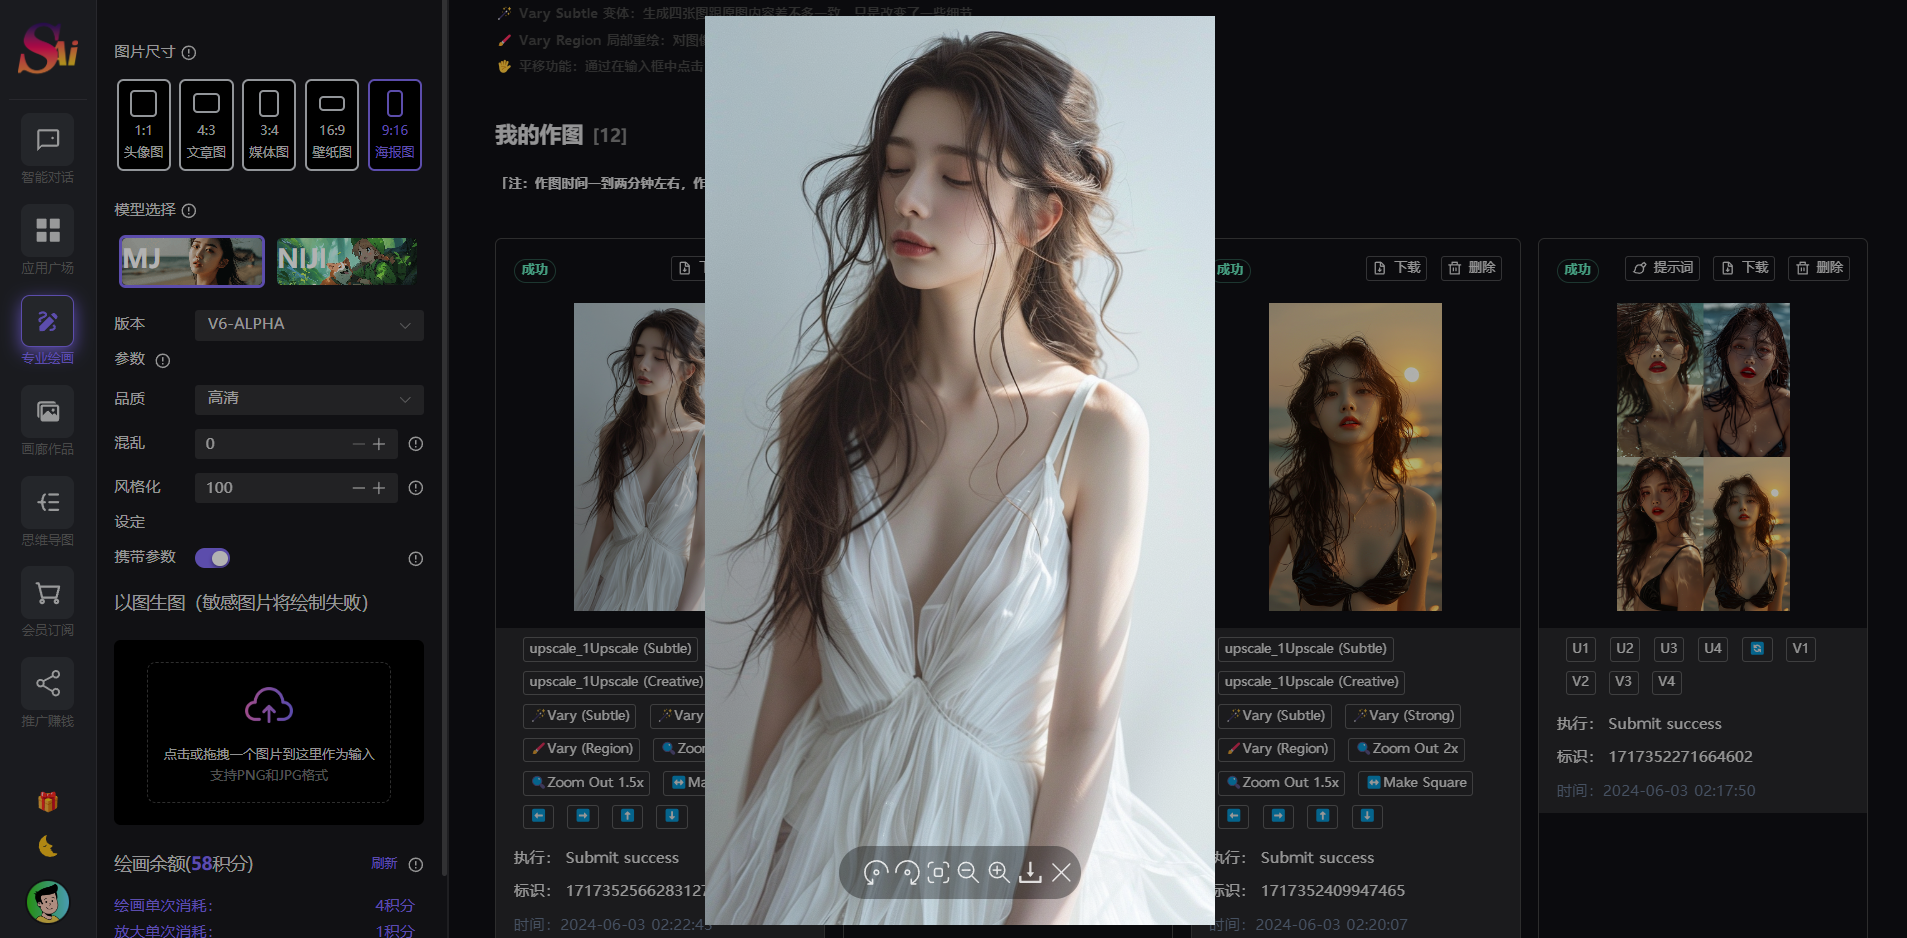 SAi
智能对话
应用广场
专业绘画
画廊作品
思维导图
会员订阅
推广赚钱
图片尺寸
1:1
头像图
4:3
文章图
3:4
媒体图
16:9
壁纸图
9:16
海报图
模型选择
MJ
NIJI
版本
V6-ALPHA
参数
品质
高清
混乱
0
风格化
100
设定
携带参数
以图生图（敏感图片将绘制失败）
点击或拖拽一个图片到这里作为输入
支持PNG和JPG格式
绘画余额(58积分)
刷新
绘画单次消耗：
4积分
放大单次消耗：
1积分
Vary Subtle 变体：生成四张图跟原图内容差不多一致，只是改变了一些细节
Vary Region 局部重绘：对图
平移功能：通过在输入框中点击
我的作图 [12]
「注：作图时间一到两分钟左右，作
成功
upscale_1Upscale (Subtle)
upscale_1Upscale (Creative)
Vary (Subtle)
Vary
Vary (Region)
Zoom
Zoom Out 1.5x
Ma
执行： Submit success
标识： 1717352566283127
时间：2024-06-03 02:22:45
成功
下载
删除
upscale_1Upscale (Subtle)
upscale_1Upscale (Creative)
Vary (Subtle)
Vary (Strong)
Vary (Region)
Zoom Out 2x
Zoom Out 1.5x
Make Square
执行： Submit success
标识： 1717352409947465
时间：2024-06-03 02:20:07
成功
提示词
下载
删除
U1
U2
U3
U4
V1
V2
V3
V4
执行： Submit success
标识： 1717352271664602
时间：2024-06-03 02:17:50